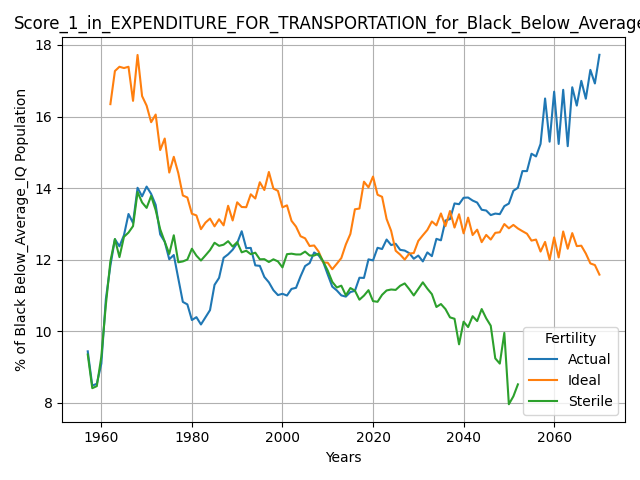 Score_1_in_EXPENDITURE_FOR_TRANSPORTATION_for_Black_Below_Average
% of Black Below_Average_IQ Population
18
16
14
12
10
8
1960
1980
2000
2020
2040
2060
Years
Fertility
Actual
Ideal
Sterile